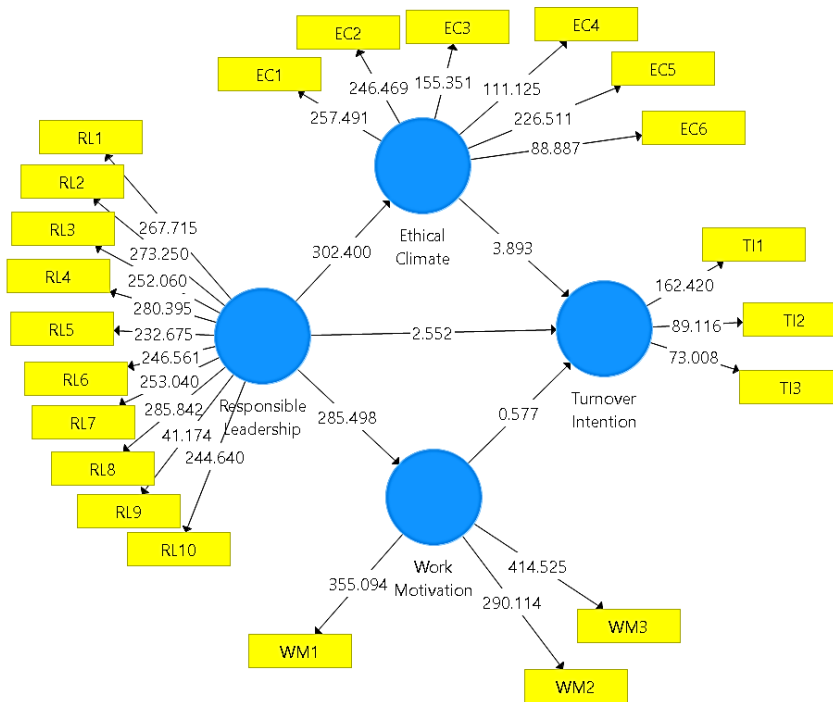 EC1
EC2
EC3
EC4
EC5
EC6
257.491
246.469
155.351
111.125
226.511
88.887
RL1
RL2
RL3
RL4
RL5
RL6
RL7
RL8
RL9
RL10
267.715
273.250
252.060
280.395
232.675
246.561
253.040
285.842
41.174
244.640
Responsible
Leadership
302.400
Ethical
Climate
3.893
2.552
285.498
0.577
Turnover
Intention
162.420
89.116
73.008
TI1
TI2
TI3
Work
Motivation
355.094
290.114
414.525
WM1
WM2
WM3